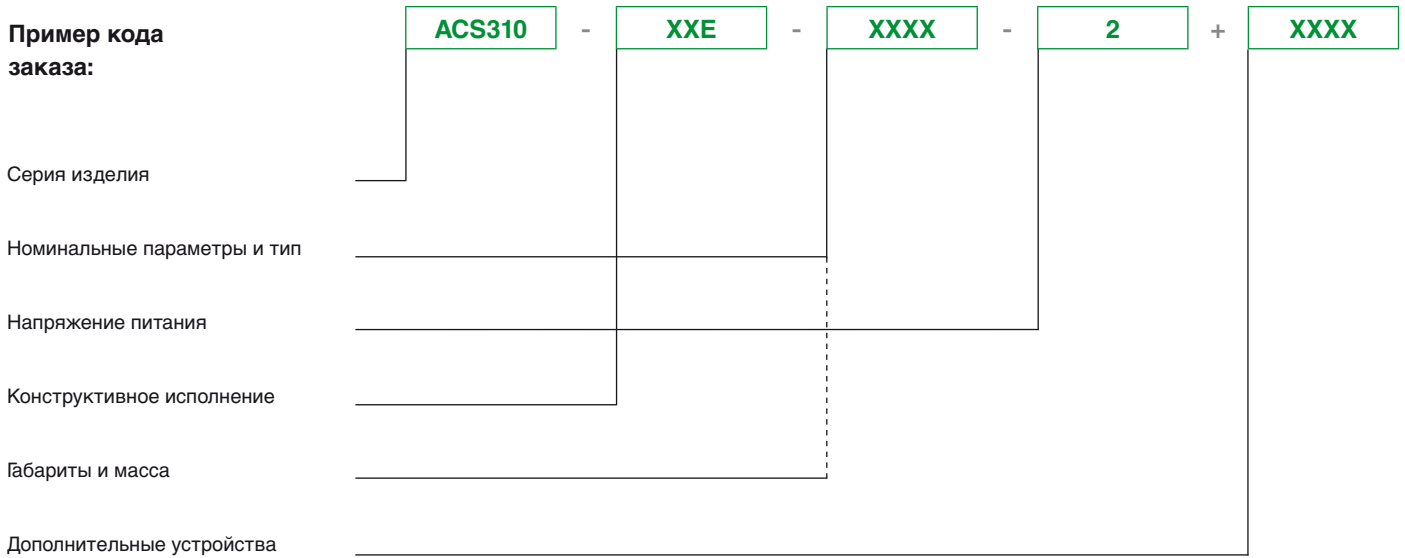 Пример кода
заказа:
ACS310 - XXE - XXXX - 2 + XXXX
Серия изделия
Номинальные параметры и тип
Напряжение питания
Конструктивное исполнение
Габариты и масса
Дополнительные устройства